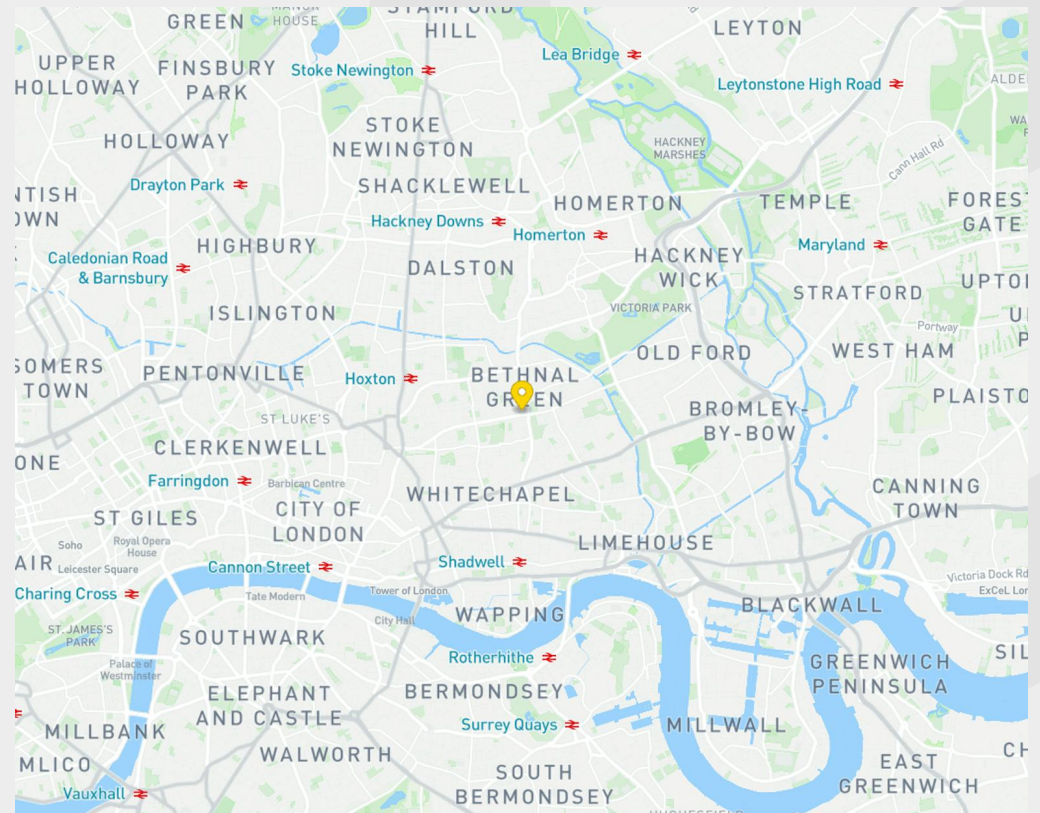 MANOR
HOUSE
GREEN
STAMFORD
HILL
LEYTON
Lea Bridge
UPPER
HOLLOWAY
FINSBURY
PARK
Stoke Newington
Leytonstone High Road
HOLLOWAY
STOKE
NEWINGTON
HACKNEY
MARSHES
Cann Hall Rd
Drayton Park
SHACKLEWELL
NTISH
OWN
HOMERTON
TEMPLE
FOREST
GATE
Hackney Downs
Homerton
Maryland
HIGHBURY
Caledonian Road
& Barnsbury
DALSTON
HACKNEY
WICK
STRATFORD
UPTO
VICTORIA PARK
ISLINGTON
Portway
OLD FORD
WEST HAM
SOMERS
TOWN
PENTONVILLE
Hoxton
BETHNAL
GREEN
PLAISTO
ST LUKE'S
BROMLEY-
BY-BOW
CLERKENWELL
ONE
Farringdon
Barbican Centre
WHITECHAPEL
CANNING
TOWN
ST GILES
CITY OF
LONDON
Soho
Royal Opera
House
LIMEHOUSE
AIR
Leicester Square
Cannon Street
Shadwell
Victoria Dock Rd
ExCeL Lon
Charing Cross
Tate Modern
Tower of London
BLACKWALL
City Hall
WAPPING
ST. JAMES'S
PARK
SOUTHWARK
Palace of
Westminster
Rotherhithe
SIL
GREENWICH
PENINSULA
ELEPHANT
AND CASTLE
BERMONDSEY
MILLBANK
Surrey Quays
MILLWALL
WALWORTH
CH
MLICO
EAST
GREENWICH
SOUTH
BERMONDSEY
Vauxhall